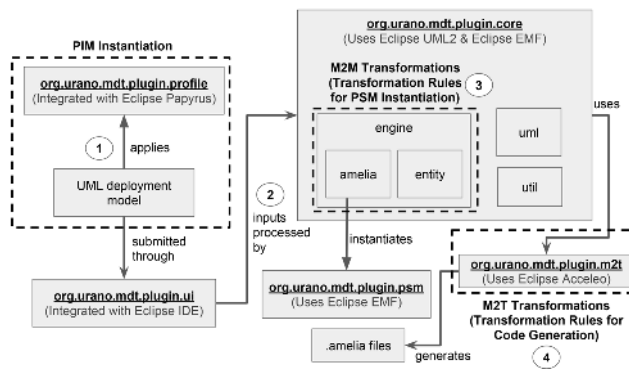 PIM Instantiation
org.urano.mdt.plugin.profile
(Integrated with Eclipse Papyrus)
1
applies
UML deployment
model
submitted
through
org.urano.mdt.plugin.ui
(Integrated with Eclipse IDE)
2
inputs
processed
by
org.urano.mdt.plugin.core
(Uses Eclipse UML2 & Eclipse EMF)
M2M Transformations
(Transformation Rules
for PSM Instantiation)
3
engine
amelia
entity
uml
util
uses
instantiates
org.urano.mdt.plugin.psm
(Uses Eclipse EMF)
org.urano.mdt.plugin.m2t
(Uses Eclipse Acceleo)
M2T Transformations
(Transformation Rules for
Code Generation)
4
.amelia files
generates